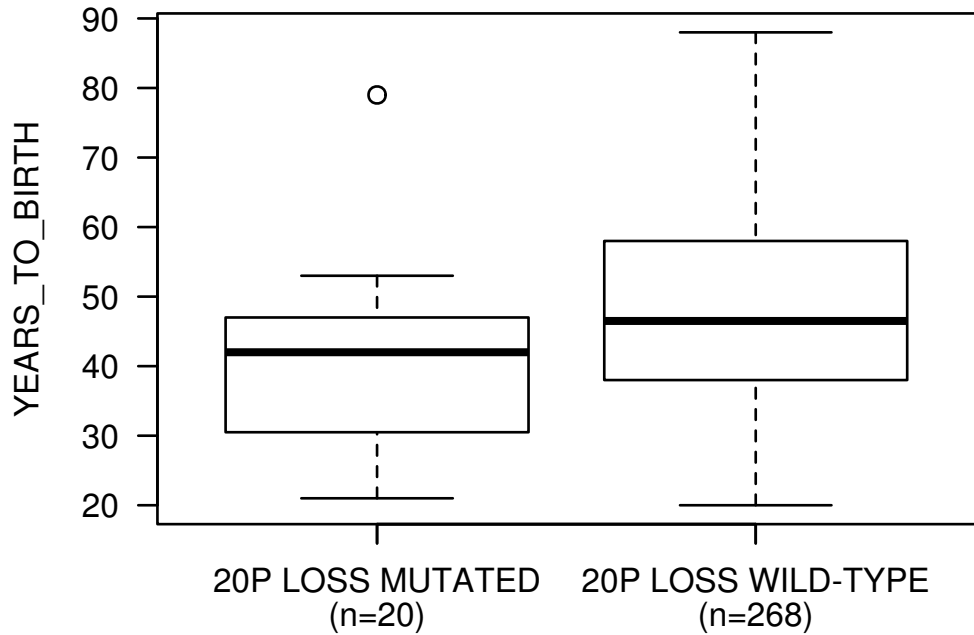 YEARS_TO_BIRTH
90
80
70
60
50
40
30
20
20P LOSS MUTATED
(n=20)
20P LOSS WILD-TYPE
(n=268)